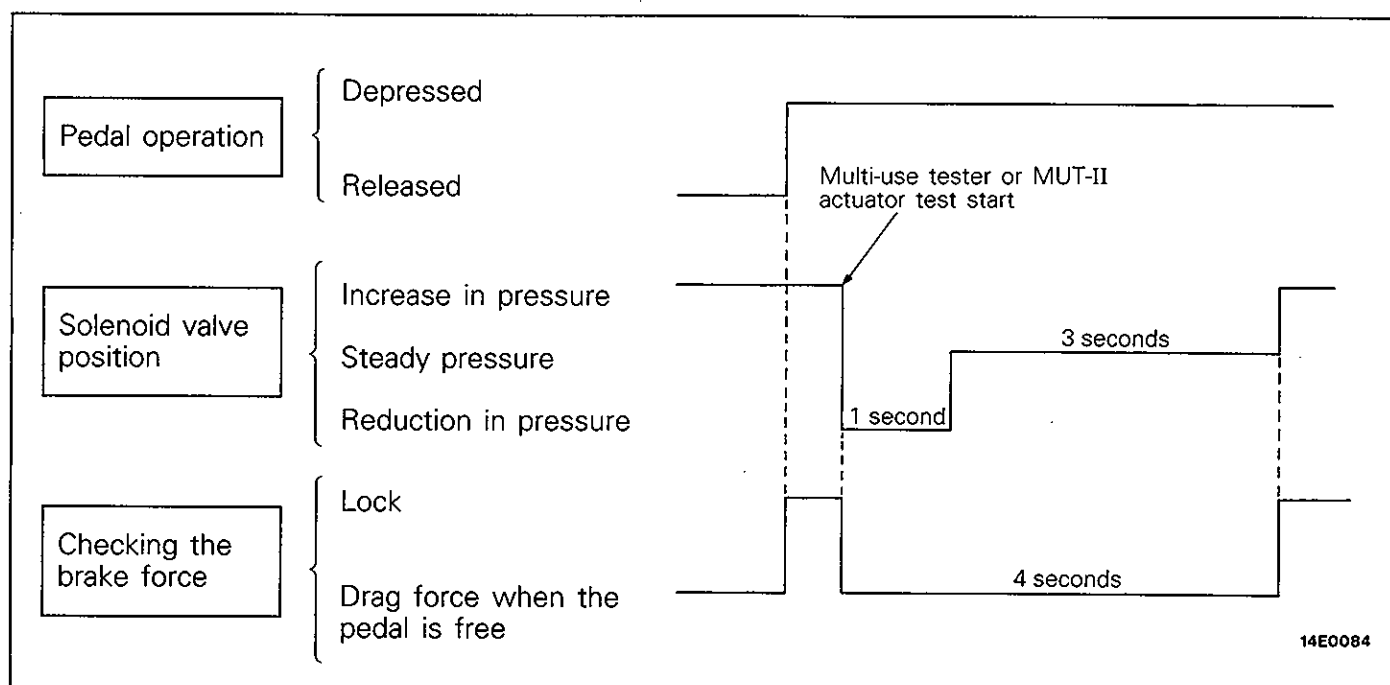 Pedal operation
Depressed
Released
Multi-use tester or MUT-II
actuator test start
Solenoid valve
position
Increase in pressure
Steady pressure
Reduction in pressure
3 seconds
1 second
Checking the
brake force
Lock
Drag force when the
pedal is free
4 seconds
14E0084